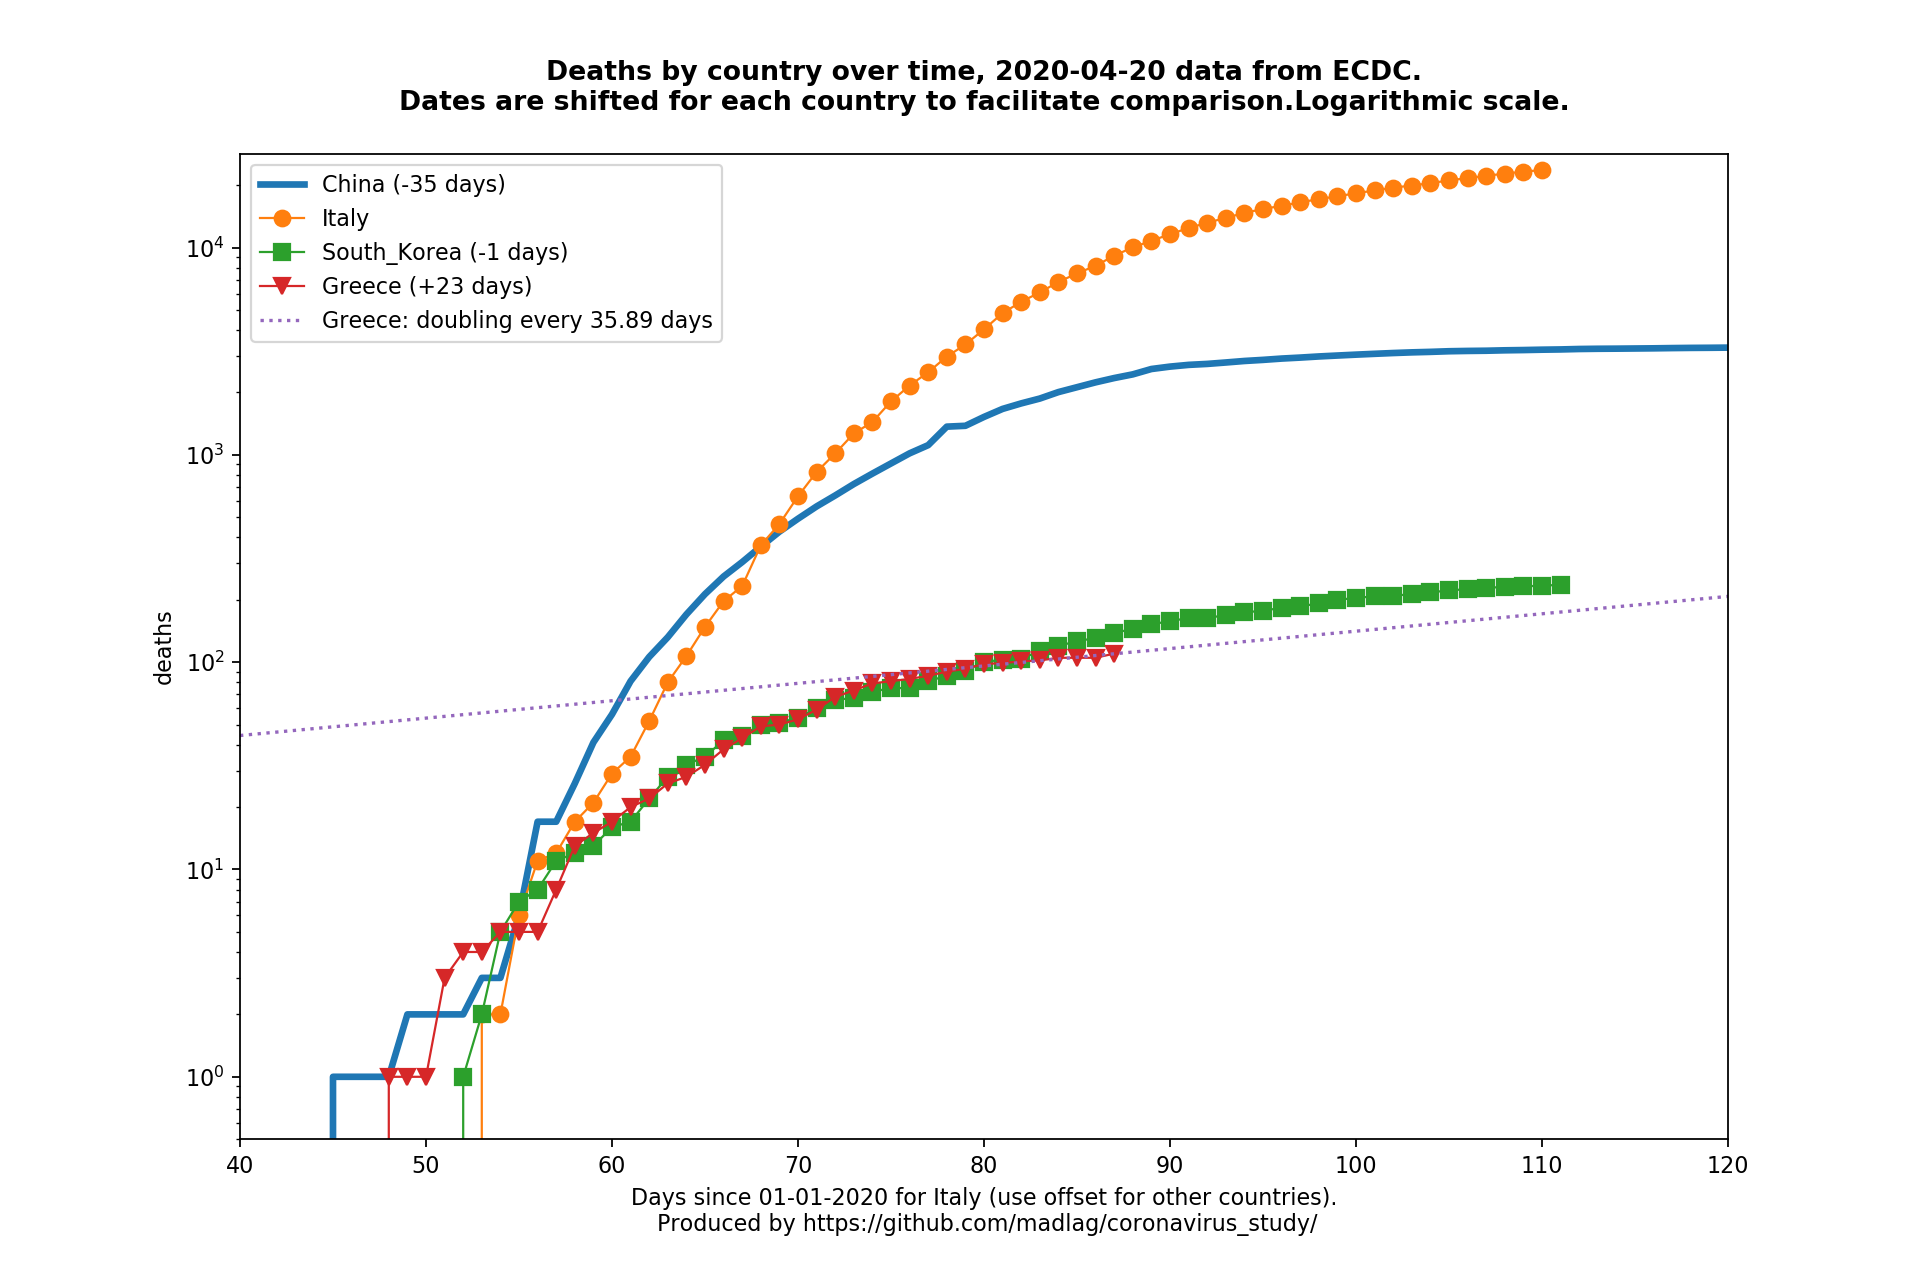 Deaths by country over time, 2020-04-20 data from ECDC.
Dates are shifted for each country to facilitate comparison.Logarithmic scale.
China (-35 days)
Italy
South_Korea (-1 days)
Greece (+23 days)
Greece: doubling every 35.89 days
10⁴
10³
10²
10¹
10⁰
deaths
40 50 60 70 80 90 100 110 120
Days since 01-01-2020 for Italy (use offset for other countries).
Produced by https://github.com/madlag/coronavirus_study/